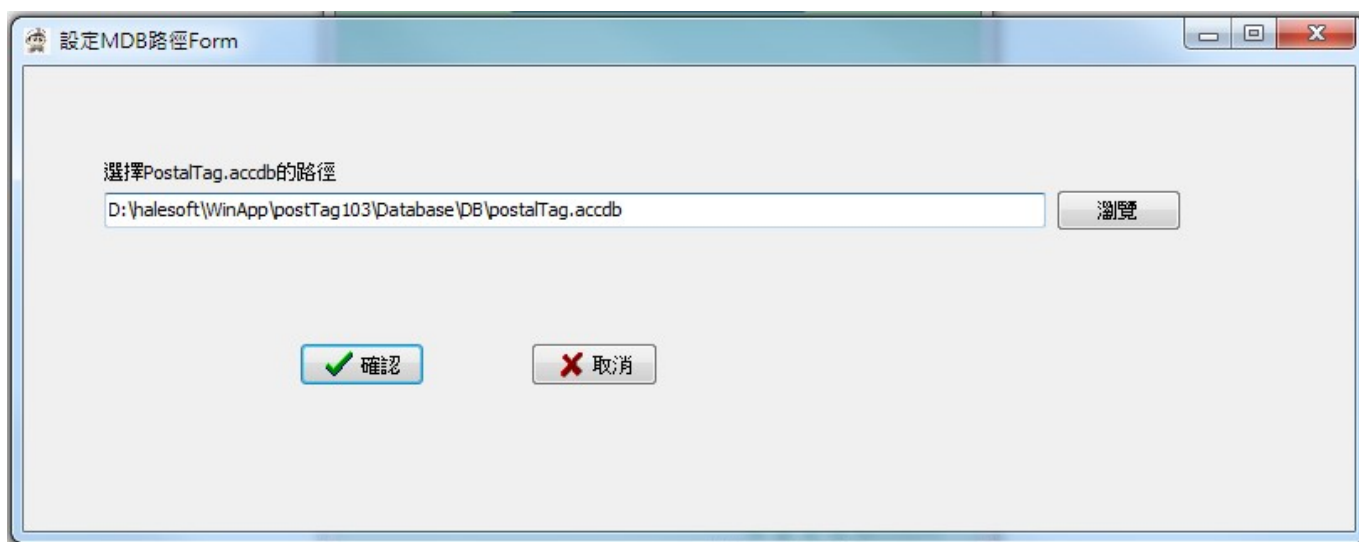 設定MDB路徑Form
選擇PostalTag.accdb的路徑
D:\halesoft\WinApp\postTag103\Database\DB\postalTag.accdb
瀏覽
確認
取消